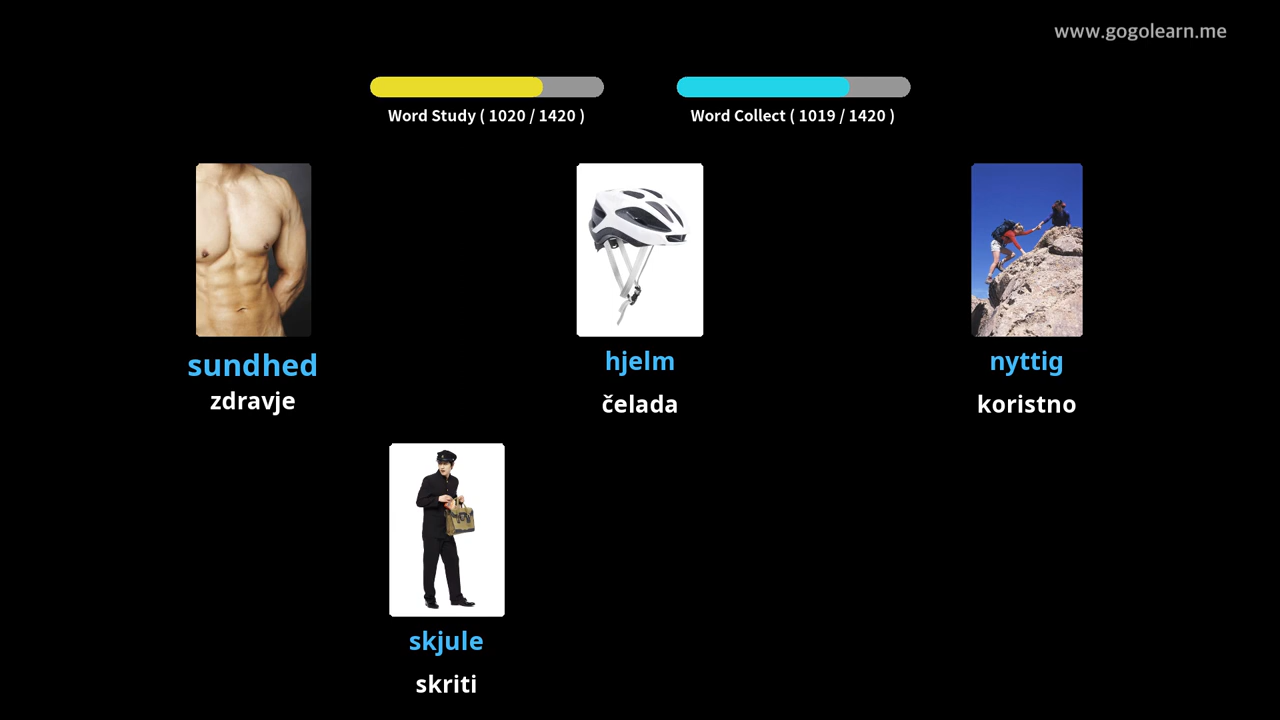 www.gogolearn.me
Word Study ( 1020 / 1420 )
Word Collect ( 1019 / 1420 )
sundhed
zdravje
hjelm
čelada
nyttig
koristno
skjule
skriti